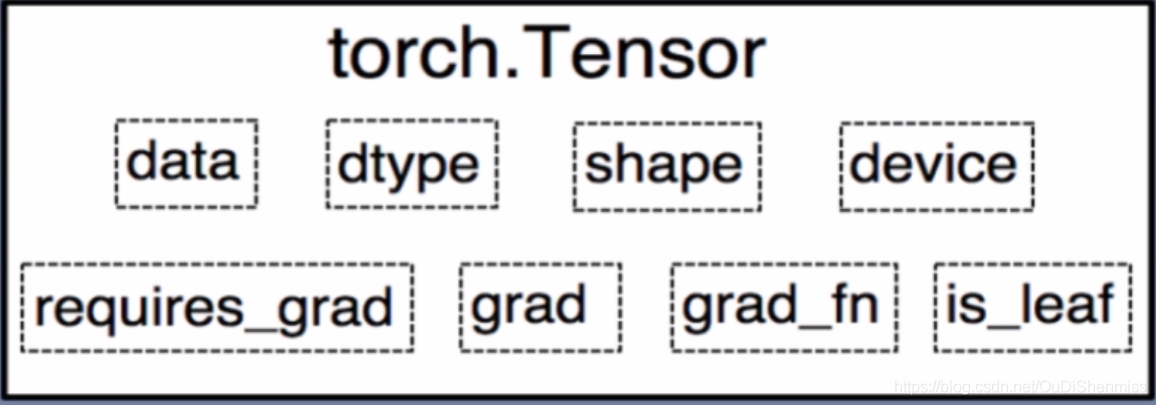 torch.Tensor
data dtype shape device
requires_grad grad grad_fn is_leaf
https://blog.csdn.net/OuDiShenmiss